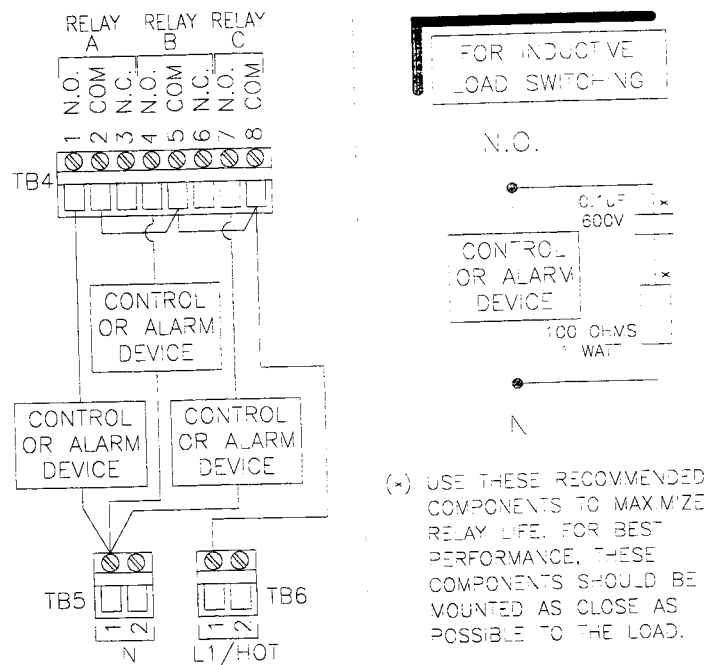 RELAY RELAY RELAY
A B C
N.O. COM N.C. N.O. COM N.C. N.O. COM
1 2 3 4 5 6 7 8
TB4
CONTROL
OR ALARM
DEVICE
CONTROL
OR ALARM
DEVICE
CONTROL
OR ALARM
DEVICE
TB5
1 2
N
TB6
1 2
L1/HOT
FOR INDUCTIVE
LOAD SWITCHING
N.O.
0.1UF
600V
*
CONTROL
OR ALARM
DEVICE
*
100 OHMS
1 WATT
N
(*) USE THESE RECOMMENDED
COMPONENTS TO MAXIMIZE
RELAY LIFE. FOR BEST
PERFORMANCE, THESE
COMPONENTS SHOULD BE
MOUNTED AS CLOSE AS
POSSIBLE TO THE LOAD.